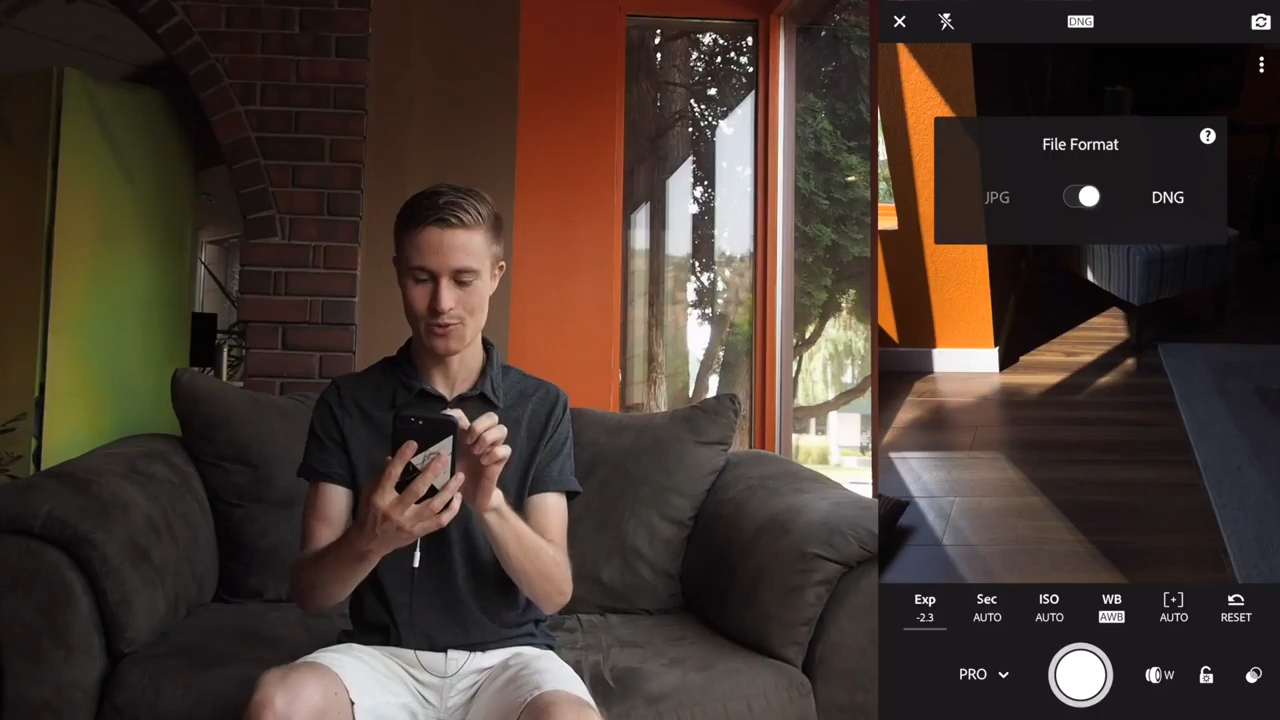 DNG
File Format
?
JPG
DNG
Exp
Sec
ISO
WB
[+]
-2.3
AUTO
AUTO
AWB
AUTO
RESET
PRO
W